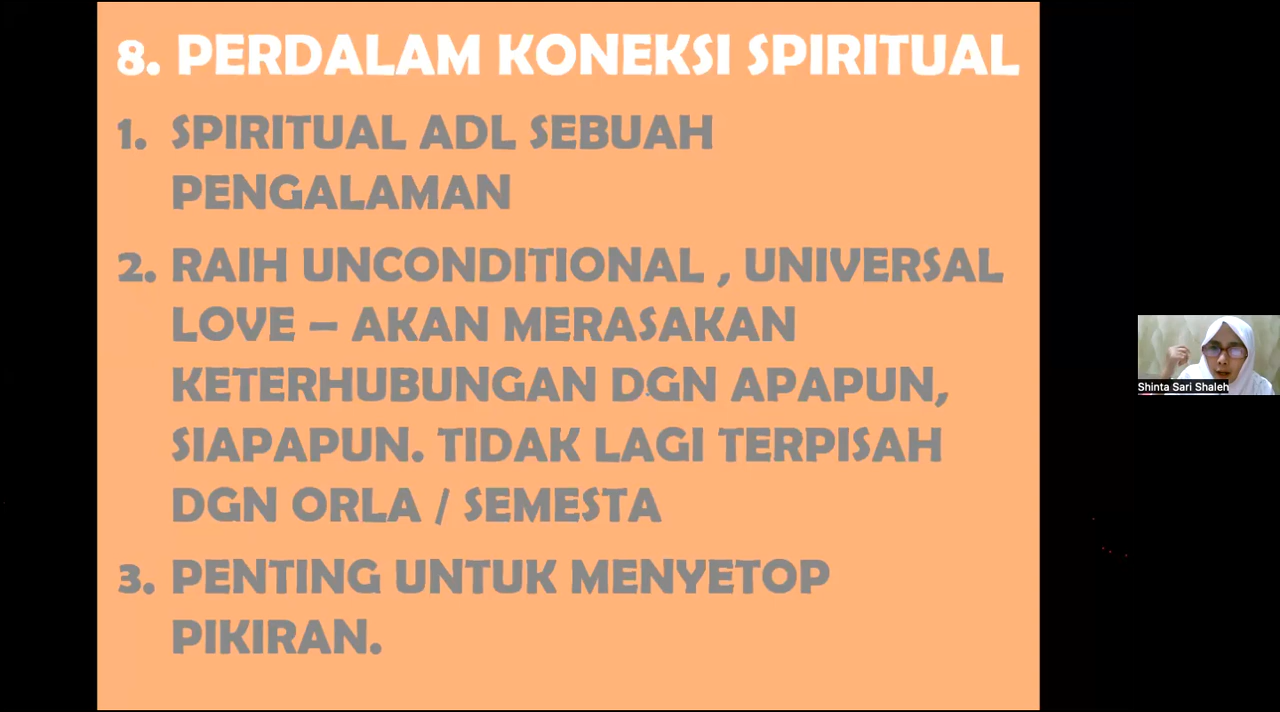 8. PERDALAM KONEKSI SPIRITUAL
1. SPIRITUAL ADL SEBUAH
PENGALAMAN
2. RAIH UNCONDITIONAL , UNIVERSAL
LOVE – AKAN MERASAKAN
KETERHUBUNGAN DGN APAPUN,
SIAPAPUN. TIDAK LAGI TERPISAH
DGN ORLA / SEMESTA
3. PENTING UNTUK MENYETOP
PIKIRAN.
Shinta Sari Shaleh